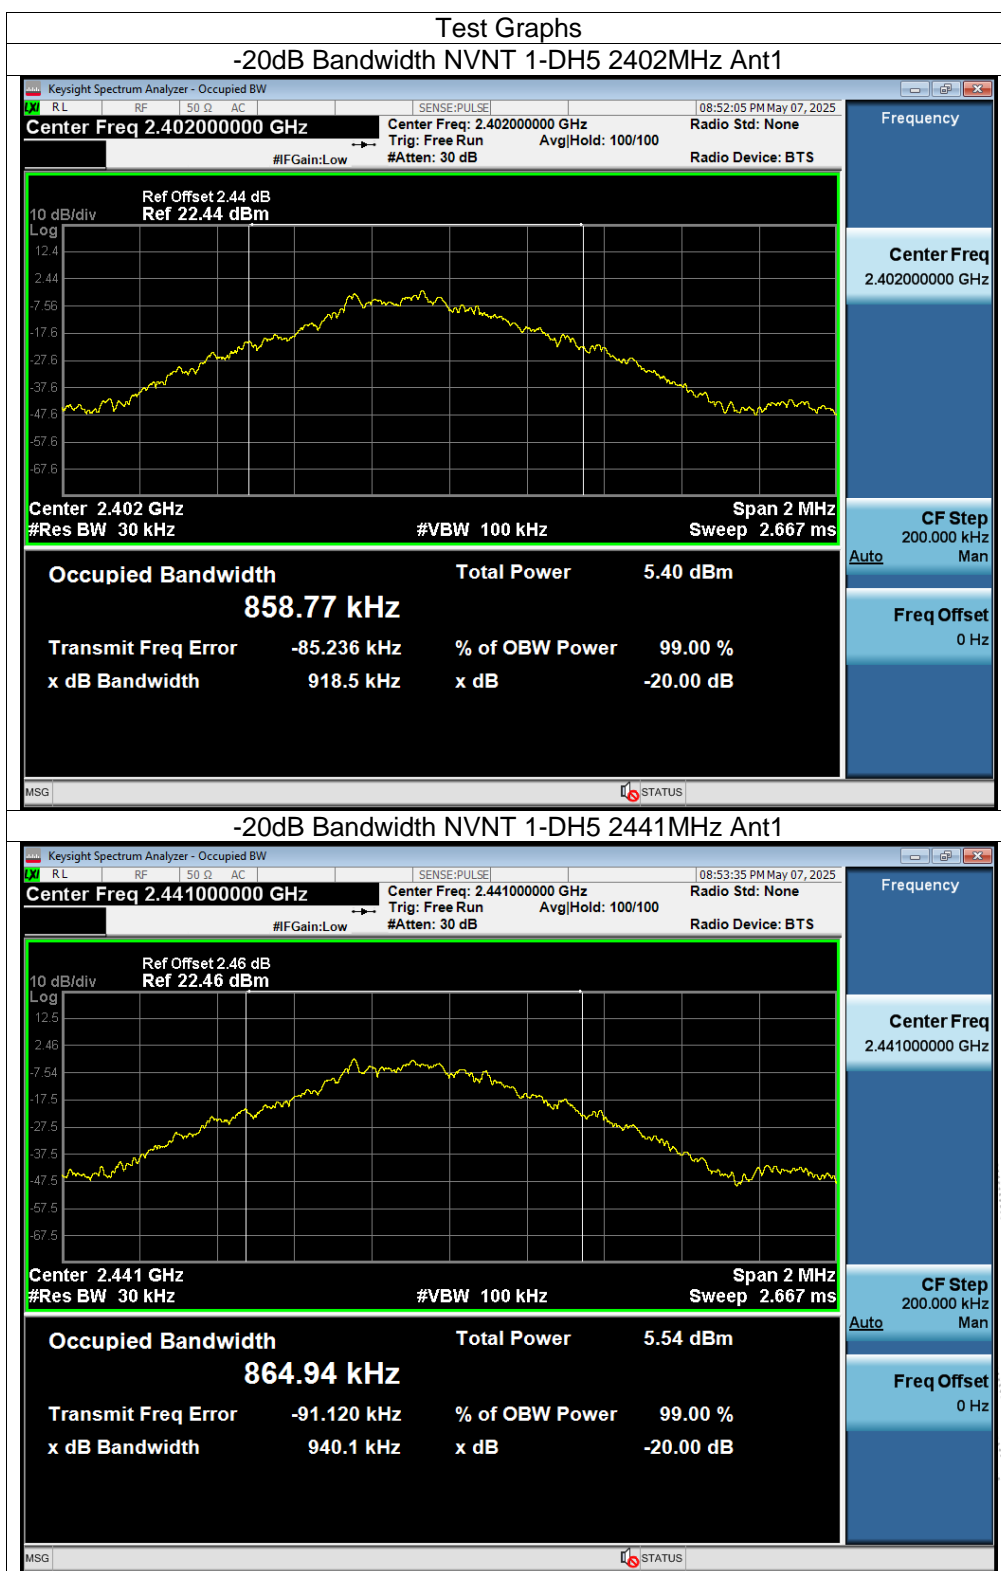 Test Graphs
-20dB Bandwidth NVNT 1-DH5 2402MHz Ant1
Keysight Spectrum Analyzer - Occupied BW
LXI RL RF 50 Ω AC SENSE:PULSE 08:52:05 PM May 07, 2025
Center Freq 2.402000000 GHz
Center Freq: 2.402000000 GHz
Radio Std: None
Trig: Free Run Avg|Hold: 100/100
#IFGain:Low #Atten: 30 dB Radio Device: BTS
Frequency
Ref Offset 2.44 dB
10 dB/div Ref 22.44 dBm
Log
12.4
2.44
-7.56
-17.6
-27.6
-37.6
-47.6
-57.6
-67.6
Center 2.402 GHz Span 2 MHz
#Res BW 30 kHz #VBW 100 kHz Sweep 2.667 ms
Center Freq
2.402000000 GHz
CF Step
200.000 kHz
Auto Man
Freq Offset
0 Hz
Occupied Bandwidth Total Power 5.40 dBm
858.77 kHz
Transmit Freq Error -85.236 kHz % of OBW Power 99.00 %
x dB Bandwidth 918.5 kHz x dB -20.00 dB
MSG STATUS
-20dB Bandwidth NVNT 1-DH5 2441MHz Ant1
Keysight Spectrum Analyzer - Occupied BW
LXI RL RF 50 Ω AC SENSE:PULSE 08:53:35 PM May 07, 2025
Center Freq 2.441000000 GHz
Center Freq: 2.441000000 GHz
Radio Std: None
Trig: Free Run Avg|Hold: 100/100
#IFGain:Low #Atten: 30 dB Radio Device: BTS
Frequency
Ref Offset 2.46 dB
10 dB/div Ref 22.46 dBm
Log
12.5
2.46
-7.54
-17.5
-27.5
-37.5
-47.5
-57.5
-67.5
Center 2.441 GHz Span 2 MHz
#Res BW 30 kHz #VBW 100 kHz Sweep 2.667 ms
Center Freq
2.441000000 GHz
CF Step
200.000 kHz
Auto Man
Freq Offset
0 Hz
Occupied Bandwidth Total Power 5.54 dBm
864.94 kHz
Transmit Freq Error -91.120 kHz % of OBW Power 99.00 %
x dB Bandwidth 940.1 kHz x dB -20.00 dB
MSG STATUS